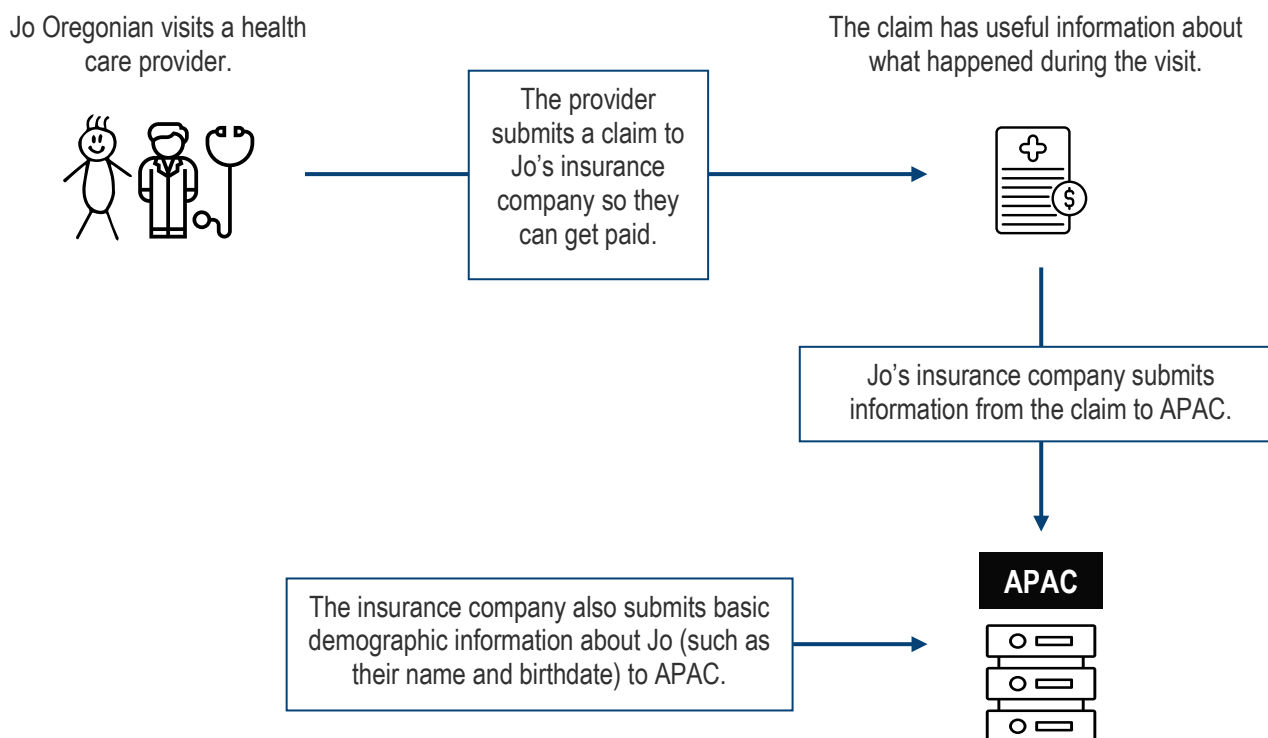 Jo Oregonian visits a health
care provider.
The provider
submits a claim to
Jo’s insurance
company so they
can get paid.
The claim has useful information about
what happened during the visit.
$
Jo’s insurance company submits
information from the claim to APAC.
APAC
The insurance company also submits basic
demographic information about Jo (such as
their name and birthdate) to APAC.